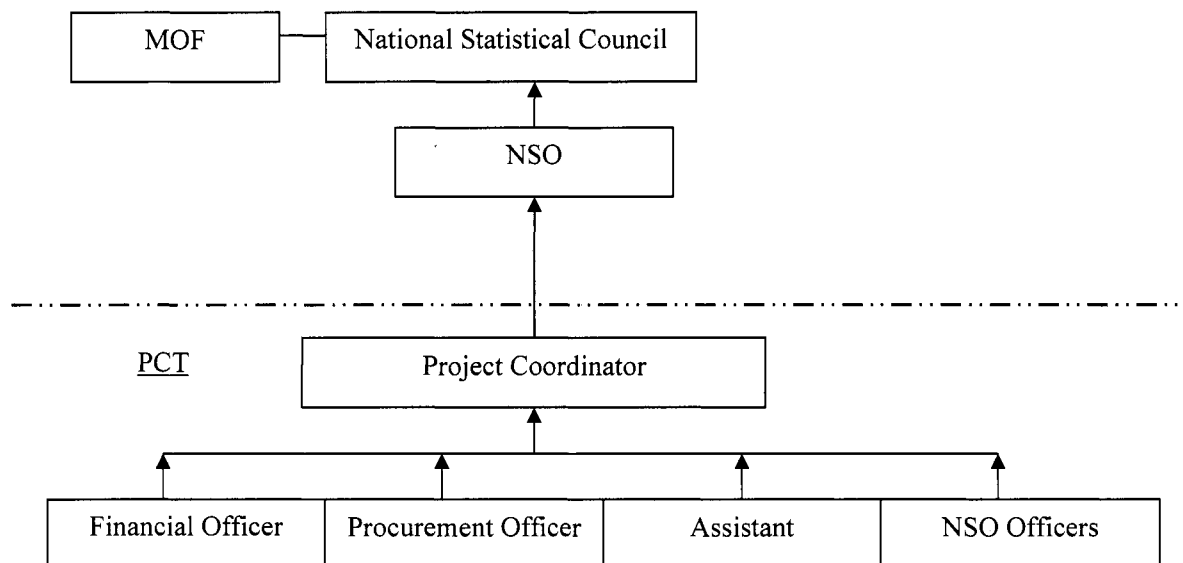 MOF
National Statistical Council
NSO
PCT
Project Coordinator
Financial Officer
Procurement Officer
Assistant
NSO Officers